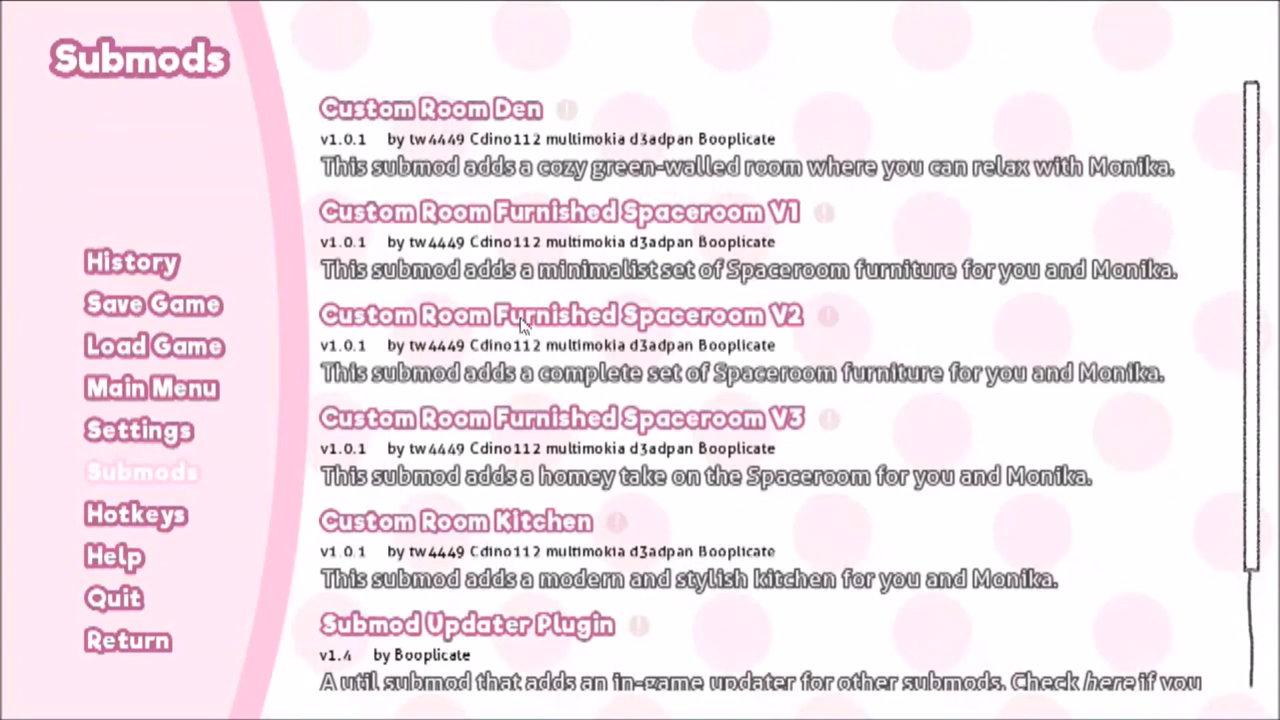 Submods
Custom Room Den
v1.0.1 by tw4449 Cdino112 multimokia d3adpan Booplicate
This submod adds a cozy green-walled room where you can relax with Monika.
Custom Room Furnished Spaceroom V1
v1.0.1 by tw4449 Cdino112 multimokia d3adpan Booplicate
This submod adds a minimalist set of Spaceroom furniture for you and Monika.
Custom Room Furnished Spaceroom V2
v1.0.1 by tw4449 Cdino112 multimokia d3adpan Booplicate
This submod adds a complete set of Spaceroom furniture for you and Monika.
Custom Room Furnished Spaceroom V3
v1.0.1 by tw4449 Cdino112 multimokia d3adpan Booplicate
This submod adds a homey take on the Spaceroom for you and Monika.
Custom Room Kitchen
v1.0.1 by tw4449 Cdino112 multimokia d3adpan Booplicate
This submod adds a modern and stylish kitchen for you and Monika.
Submod Updater Plugin
v1.4 by Booplicate
A util submod that adds an in-game updater for other submods. Check here if you
History
Save Game
Load Game
Main Menu
Settings
Submods
Hotkeys
Help
Quit
Return